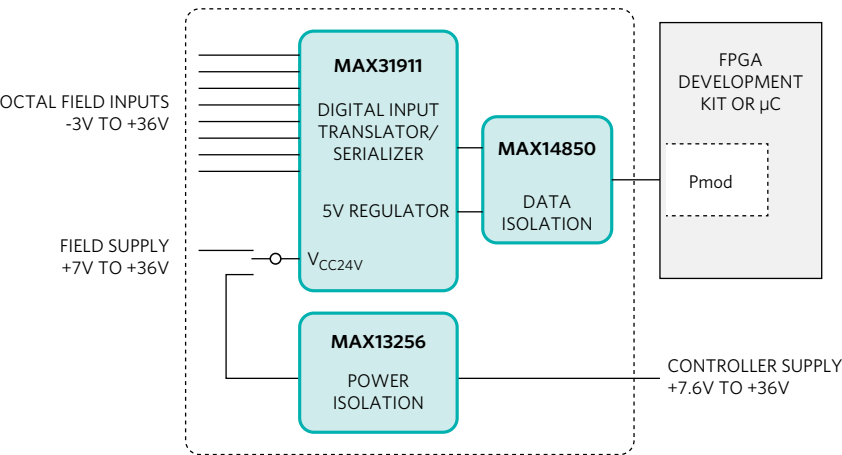 OCTAL FIELD INPUTS
-3V TO +36V
MAX31911
DIGITAL INPUT
TRANSLATOR/
SERIALIZER
5V REGULATOR
VCC24V
MAX14850
DATA
ISOLATION
FPGA
DEVELOPMENT
KIT OR µC
Pmod
FIELD SUPPLY
+7V TO +36V
MAX13256
POWER
ISOLATION
CONTROLLER SUPPLY
+7.6V TO +36V